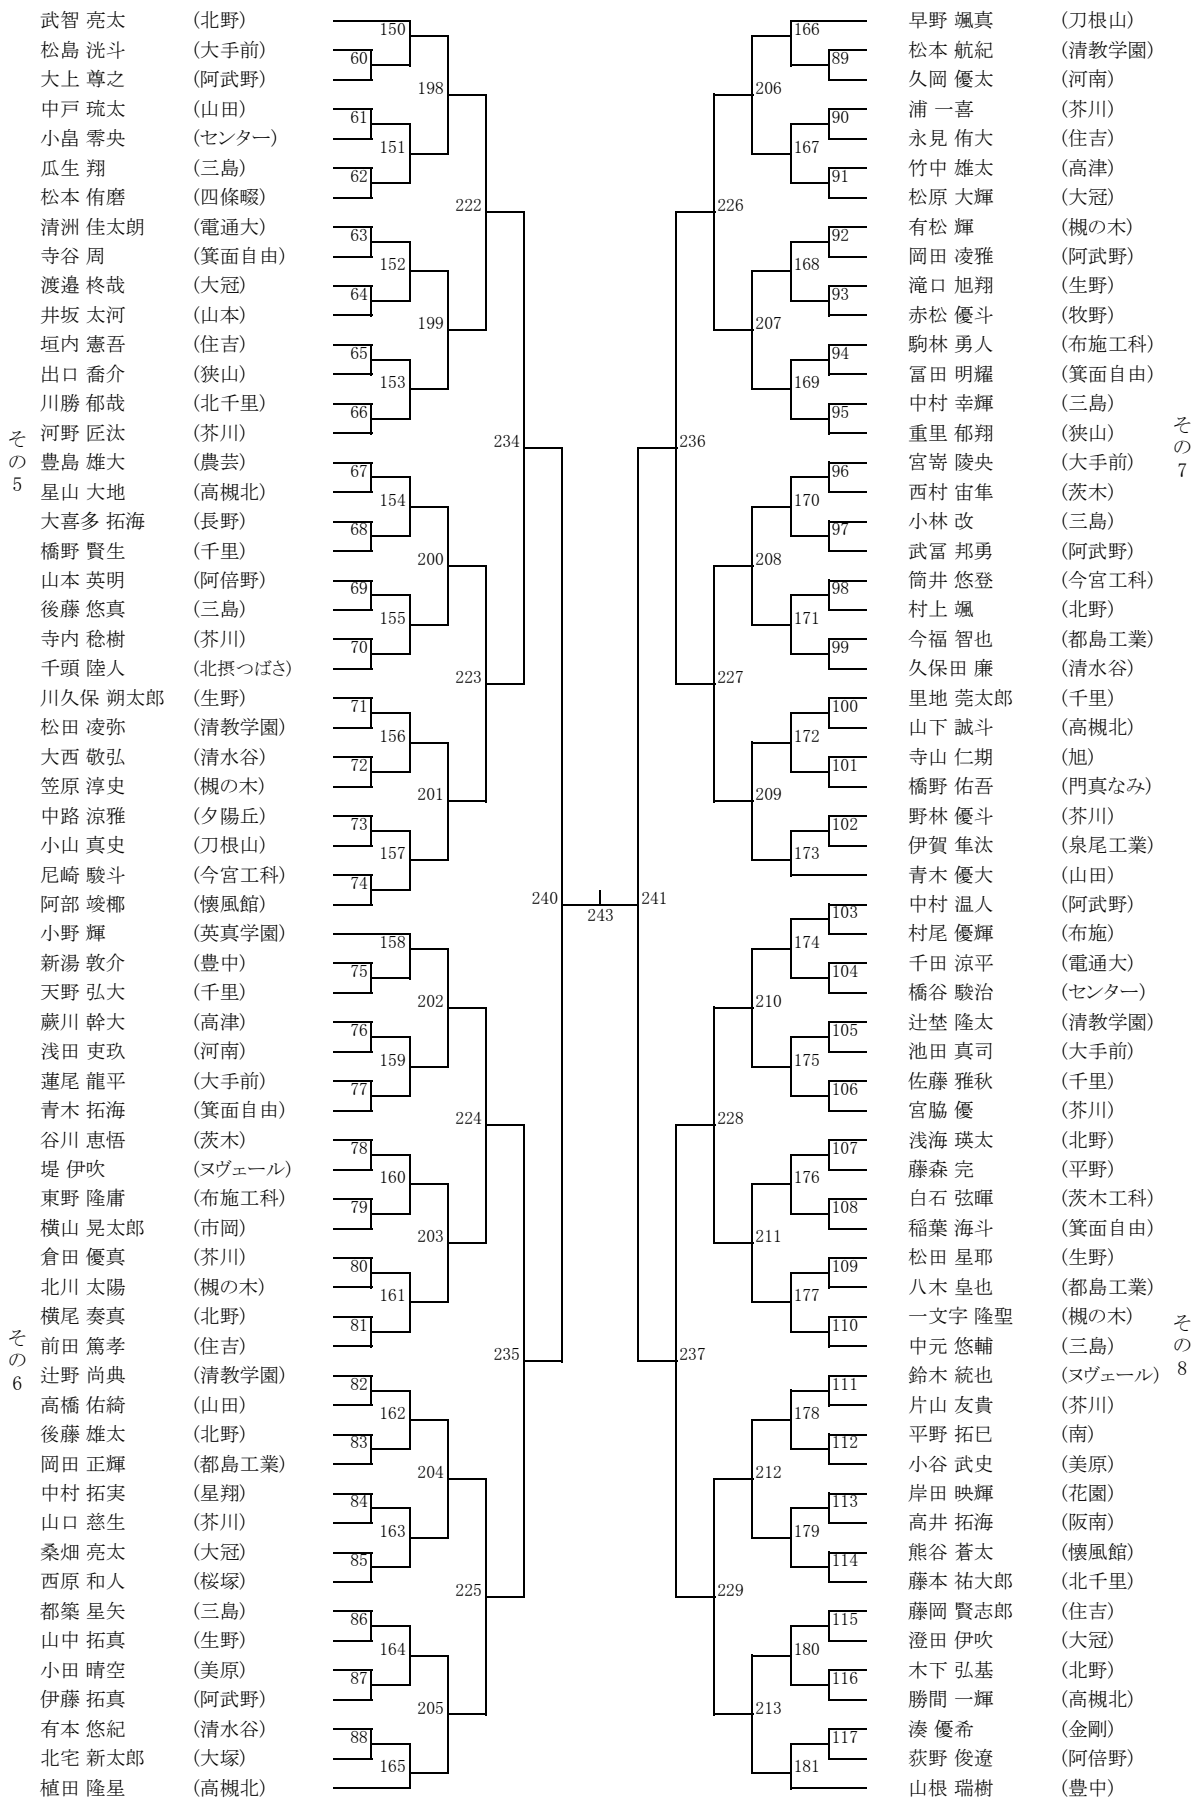 武智 亮太 (北野)
松島 洸斗 (大手前)
大上 尊之 (阿武野)
中戸 琉太 (山田)
小畠 零央 (センター)
瓜生 翔 (三島)
松本 侑磨 (四條畷)
清洲 佳太朗 (電通大)
寺谷 周 (箕面自由)
渡邉 柊哉 (大冠)
井坂 太河 (山本)
垣内 憲吾 (住吉)
出口 喬介 (狭山)
川勝 郁哉 (北千里)
河野 匠汰 (芥川)
豊島 雄大 (農芸)
星山 大地 (高槻北)
大喜多 拓海 (長野)
橋野 賢生 (千里)
山本 英明 (阿倍野)
後藤 悠真 (三島)
寺内 稔樹 (芥川)
千頭 陸人 (北摂つばさ)
川久保 朔太郎 (生野)
松田 凌弥 (清教学園)
大西 敬弘 (清水谷)
笠原 淳史 (槻の木)
中路 涼雅 (夕陽丘)
小山 真史 (刀根山)
尼崎 駿斗 (今宮工科)
阿部 竣椰 (懐風館)
小野 輝 (英真学園)
新湯 敦介 (豊中)
天野 弘大 (千里)
蕨川 幹大 (高津)
浅田 吏玖 (河南)
蓮尾 龍平 (大手前)
青木 拓海 (箕面自由)
谷川 恵悟 (茨木)
堤 伊吹 (ヌヴェール)
東野 隆庸 (布施工科)
横山 晃太郎 (市岡)
倉田 優真 (芥川)
北川 太陽 (槻の木)
横尾 奏真 (北野)
前田 篤孝 (住吉)
辻野 尚典 (清教学園)
高橋 佑綺 (山田)
後藤 雄太 (北野)
岡田 正輝 (都島工業)
中村 拓実 (星翔)
山口 慈生 (芥川)
桑畑 亮太 (大冠)
西原 和人 (桜塚)
都築 星矢 (三島)
山中 拓真 (生野)
小田 晴空 (美原)
伊藤 拓真 (阿武野)
有本 悠紀 (清水谷)
北宅 新太郎 (大塚)
植田 隆星 (高槻北)
その5
その6
60
61
62
63
64
65
66
67
68
69
70
71
72
73
74
75
76
77
78
79
80
81
82
83
84
85
86
87
88
150
151
152
153
154
155
156
157
158
159
160
161
162
163
164
165
198
199
200
201
202
203
204
205
222
223
224
225
234
235
240
243
241
236
237
226
227
228
229
206
207
208
209
210
211
212
213
166
167
168
169
170
171
172
173
174
175
176
177
178
179
180
181
89
90
91
92
93
94
95
96
97
98
99
100
101
102
103
104
105
106
107
108
109
110
111
112
113
114
115
116
117
早野 颯真 (刀根山)
松本 航紀 (清教学園)
久岡 優太 (河南)
浦 一喜 (芥川)
永見 侑大 (住吉)
竹中 雄太 (高津)
松原 大輝 (大冠)
有松 輝 (槻の木)
岡田 凌雅 (阿武野)
滝口 旭翔 (生野)
赤松 優斗 (牧野)
駒林 勇人 (布施工科)
冨田 明耀 (箕面自由)
中村 幸輝 (三島)
重里 郁翔 (狭山)
宮嵜 陵央 (大手前)
西村 宙隼 (茨木)
小林 改 (三島)
武冨 邦勇 (阿武野)
筒井 悠登 (今宮工科)
村上 颯 (北野)
今福 智也 (都島工業)
久保田 廉 (清水谷)
里地 莞太郎 (千里)
山下 誠斗 (高槻北)
寺山 仁期 (旭)
橋野 佑吾 (門真なみ)
野林 優斗 (芥川)
伊賀 隼汰 (泉尾工業)
青木 優大 (山田)
中村 温人 (阿武野)
村尾 優輝 (布施)
千田 涼平 (電通大)
橋谷 駿治 (センター)
辻埜 隆太 (清教学園)
池田 真司 (大手前)
佐藤 雅秋 (千里)
宮脇 優 (芥川)
浅海 瑛太 (北野)
藤森 完 (平野)
白石 弦暉 (茨木工科)
稲葉 海斗 (箕面自由)
松田 星耶 (生野)
八木 皇也 (都島工業)
一文字 隆聖 (槻の木)
中元 悠輔 (三島)
鈴木 統也 (ヌヴェール)
片山 友貴 (芥川)
平野 拓巳 (南)
小谷 武史 (美原)
岸田 映輝 (花園)
高井 拓海 (阪南)
熊谷 蒼太 (懐風館)
藤本 祐大郎 (北千里)
藤岡 賢志郎 (住吉)
澄田 伊吹 (大冠)
木下 弘基 (北野)
勝間 一輝 (高槻北)
湊 優希 (金剛)
荻野 俊遼 (阿倍野)
山根 瑞樹 (豊中)
その7
その8